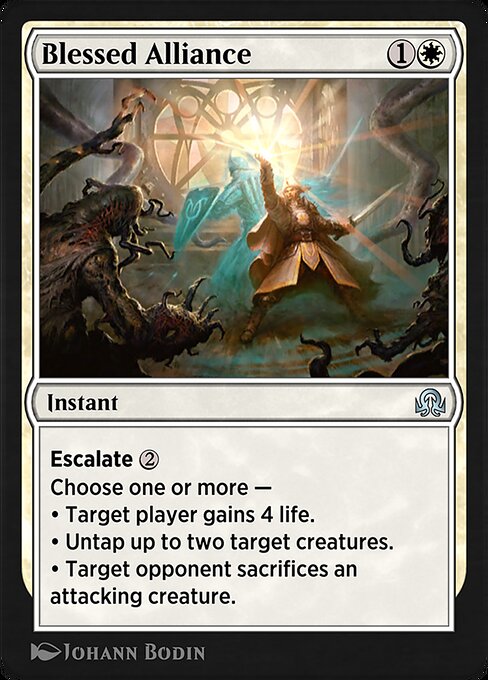 Blessed Alliance 1
Instant
Escalate 2
Choose one or more —
• Target player gains 4 life.
• Untap up to two target creatures.
• Target opponent sacrifices an
attacking creature.
Johann Bodin